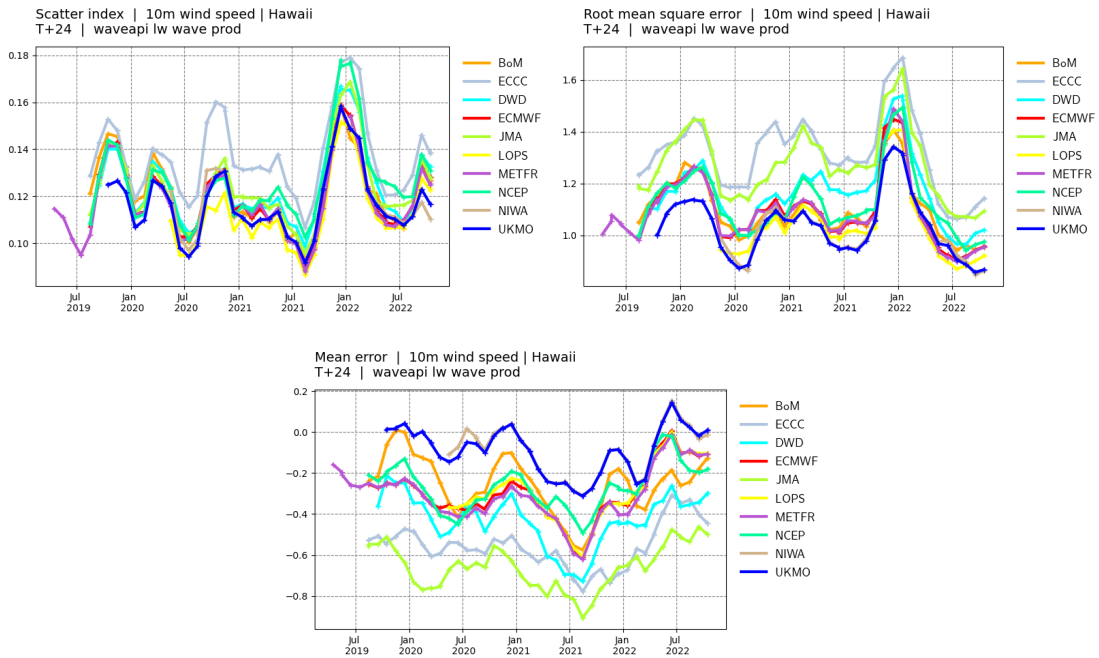 Scatter index | 10m wind speed | Hawaii
T+24 | waveapi lw wave prod
0.18
0.16
0.14
0.12
0.10
Jul
2019
Jan
2020
Jul
2020
Jan
2021
Jul
2021
Jan
2022
Jul
2022
BoM
ECCC
DWD
ECMWF
JMA
LOPS
METFR
NCEP
NIWA
UKMO
Root mean square error | 10m wind speed | Hawaii
T+24 | waveapi lw wave prod
1.6
1.4
1.2
1.0
Jul
2019
Jan
2020
Jul
2020
Jan
2021
Jul
2021
Jan
2022
Jul
2022
BoM
ECCC
DWD
ECMWF
JMA
LOPS
METFR
NCEP
NIWA
UKMO
Mean error | 10m wind speed | Hawaii
T+24 | waveapi lw wave prod
0.2
0.0
−0.2
−0.4
−0.6
−0.8
Jul
2019
Jan
2020
Jul
2020
Jan
2021
Jul
2021
Jan
2022
Jul
2022
BoM
ECCC
DWD
ECMWF
JMA
LOPS
METFR
NCEP
NIWA
UKMO